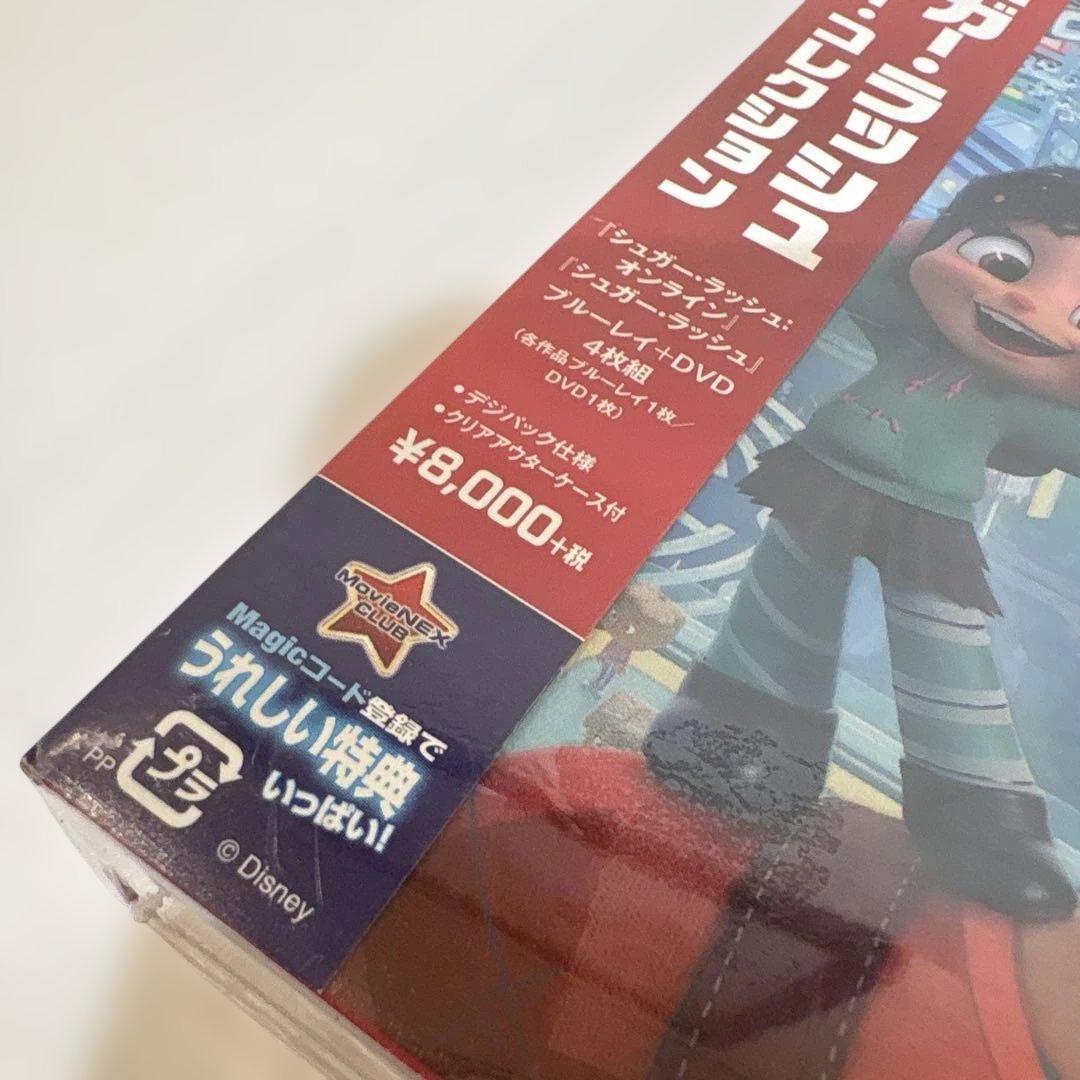 ガー・ラッシュ
・コレクション
『シュガー・ラッシュ:
オンライン』
『シュガー・ラッシュ』
ブルーレイ+DVD
4枚組
(各作品ブルーレイ1枚/
DVD1枚)
・デジパック仕様
・クリアアウターケース付
¥8,000+税
MovieNEX
CLUB
Magicコード登録で
うれしい特典
いっぱい!
プラ
PP
© Disney